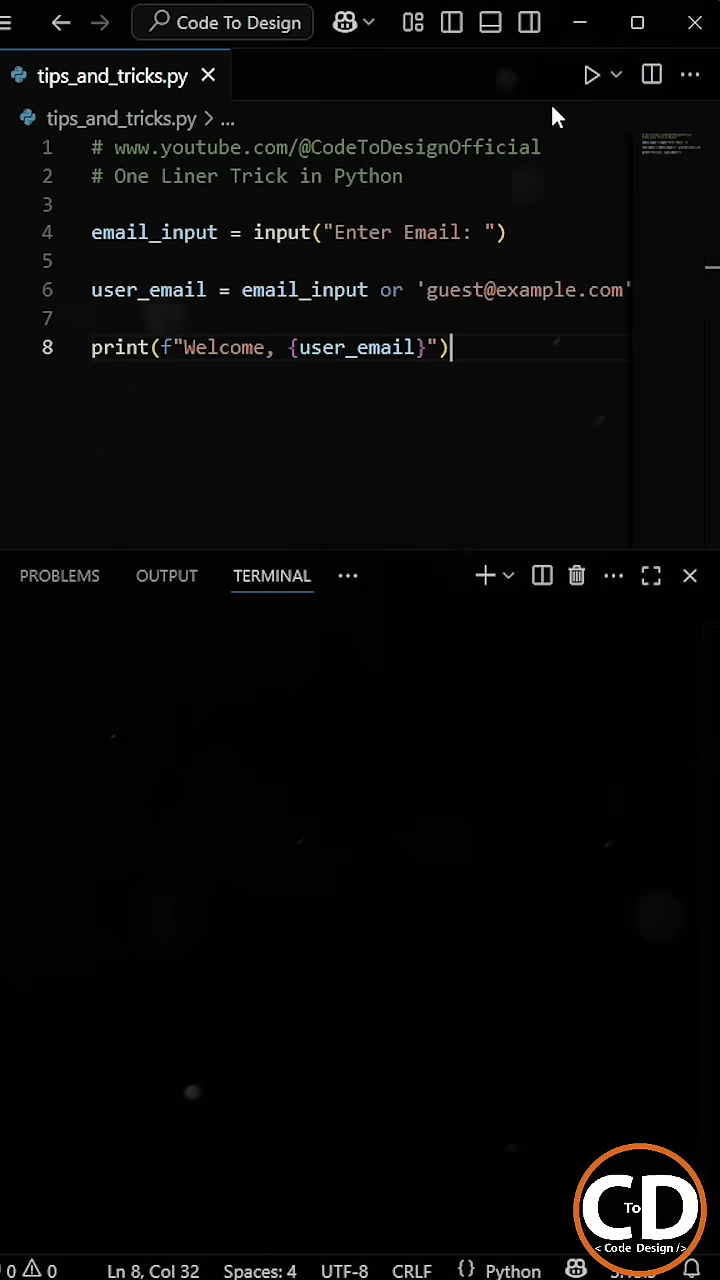 Code To Design
tips_and_tricks.py
tips_and_tricks.py > ...
1 # www.youtube.com/@CodeToDesignOfficial
2 # One Liner Trick in Python
3
4 email_input = input("Enter Email: ")
5
6 user_email = email_input or 'guest@example.com'
7
8 print(f"Welcome, {user_email}")
PROBLEMS OUTPUT TERMINAL ...
CD
To
< Code Design />
0 0 Ln 8, Col 32 Spaces: 4 UTF-8 CRLF {} Python